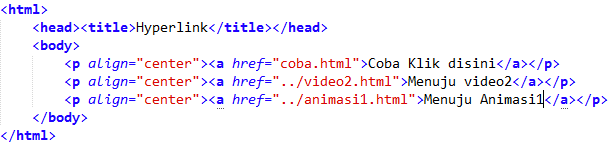 <html>
<head><title>Hyperlink</title></head>
<body>
<p align="center"><a href="coba.html">Coba Klik disini</a></p>
<p align="center"><a href="../video2.html">Menuju video2</a></p>
<p align="center"><a href="../animasi1.html">Menuju Animasi1</a></p>
</body>
</html>